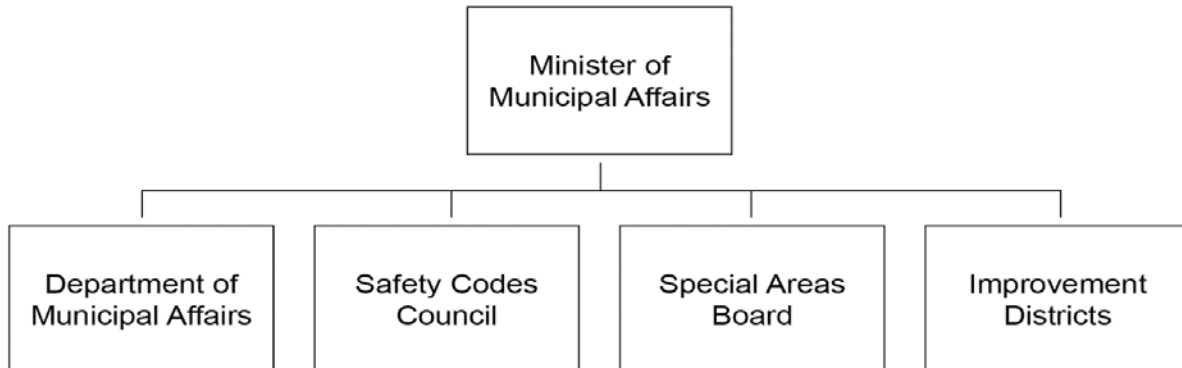 Minister of
Municipal Affairs
Department of
Municipal Affairs
Safety Codes
Council
Special Areas
Board
Improvement
Districts